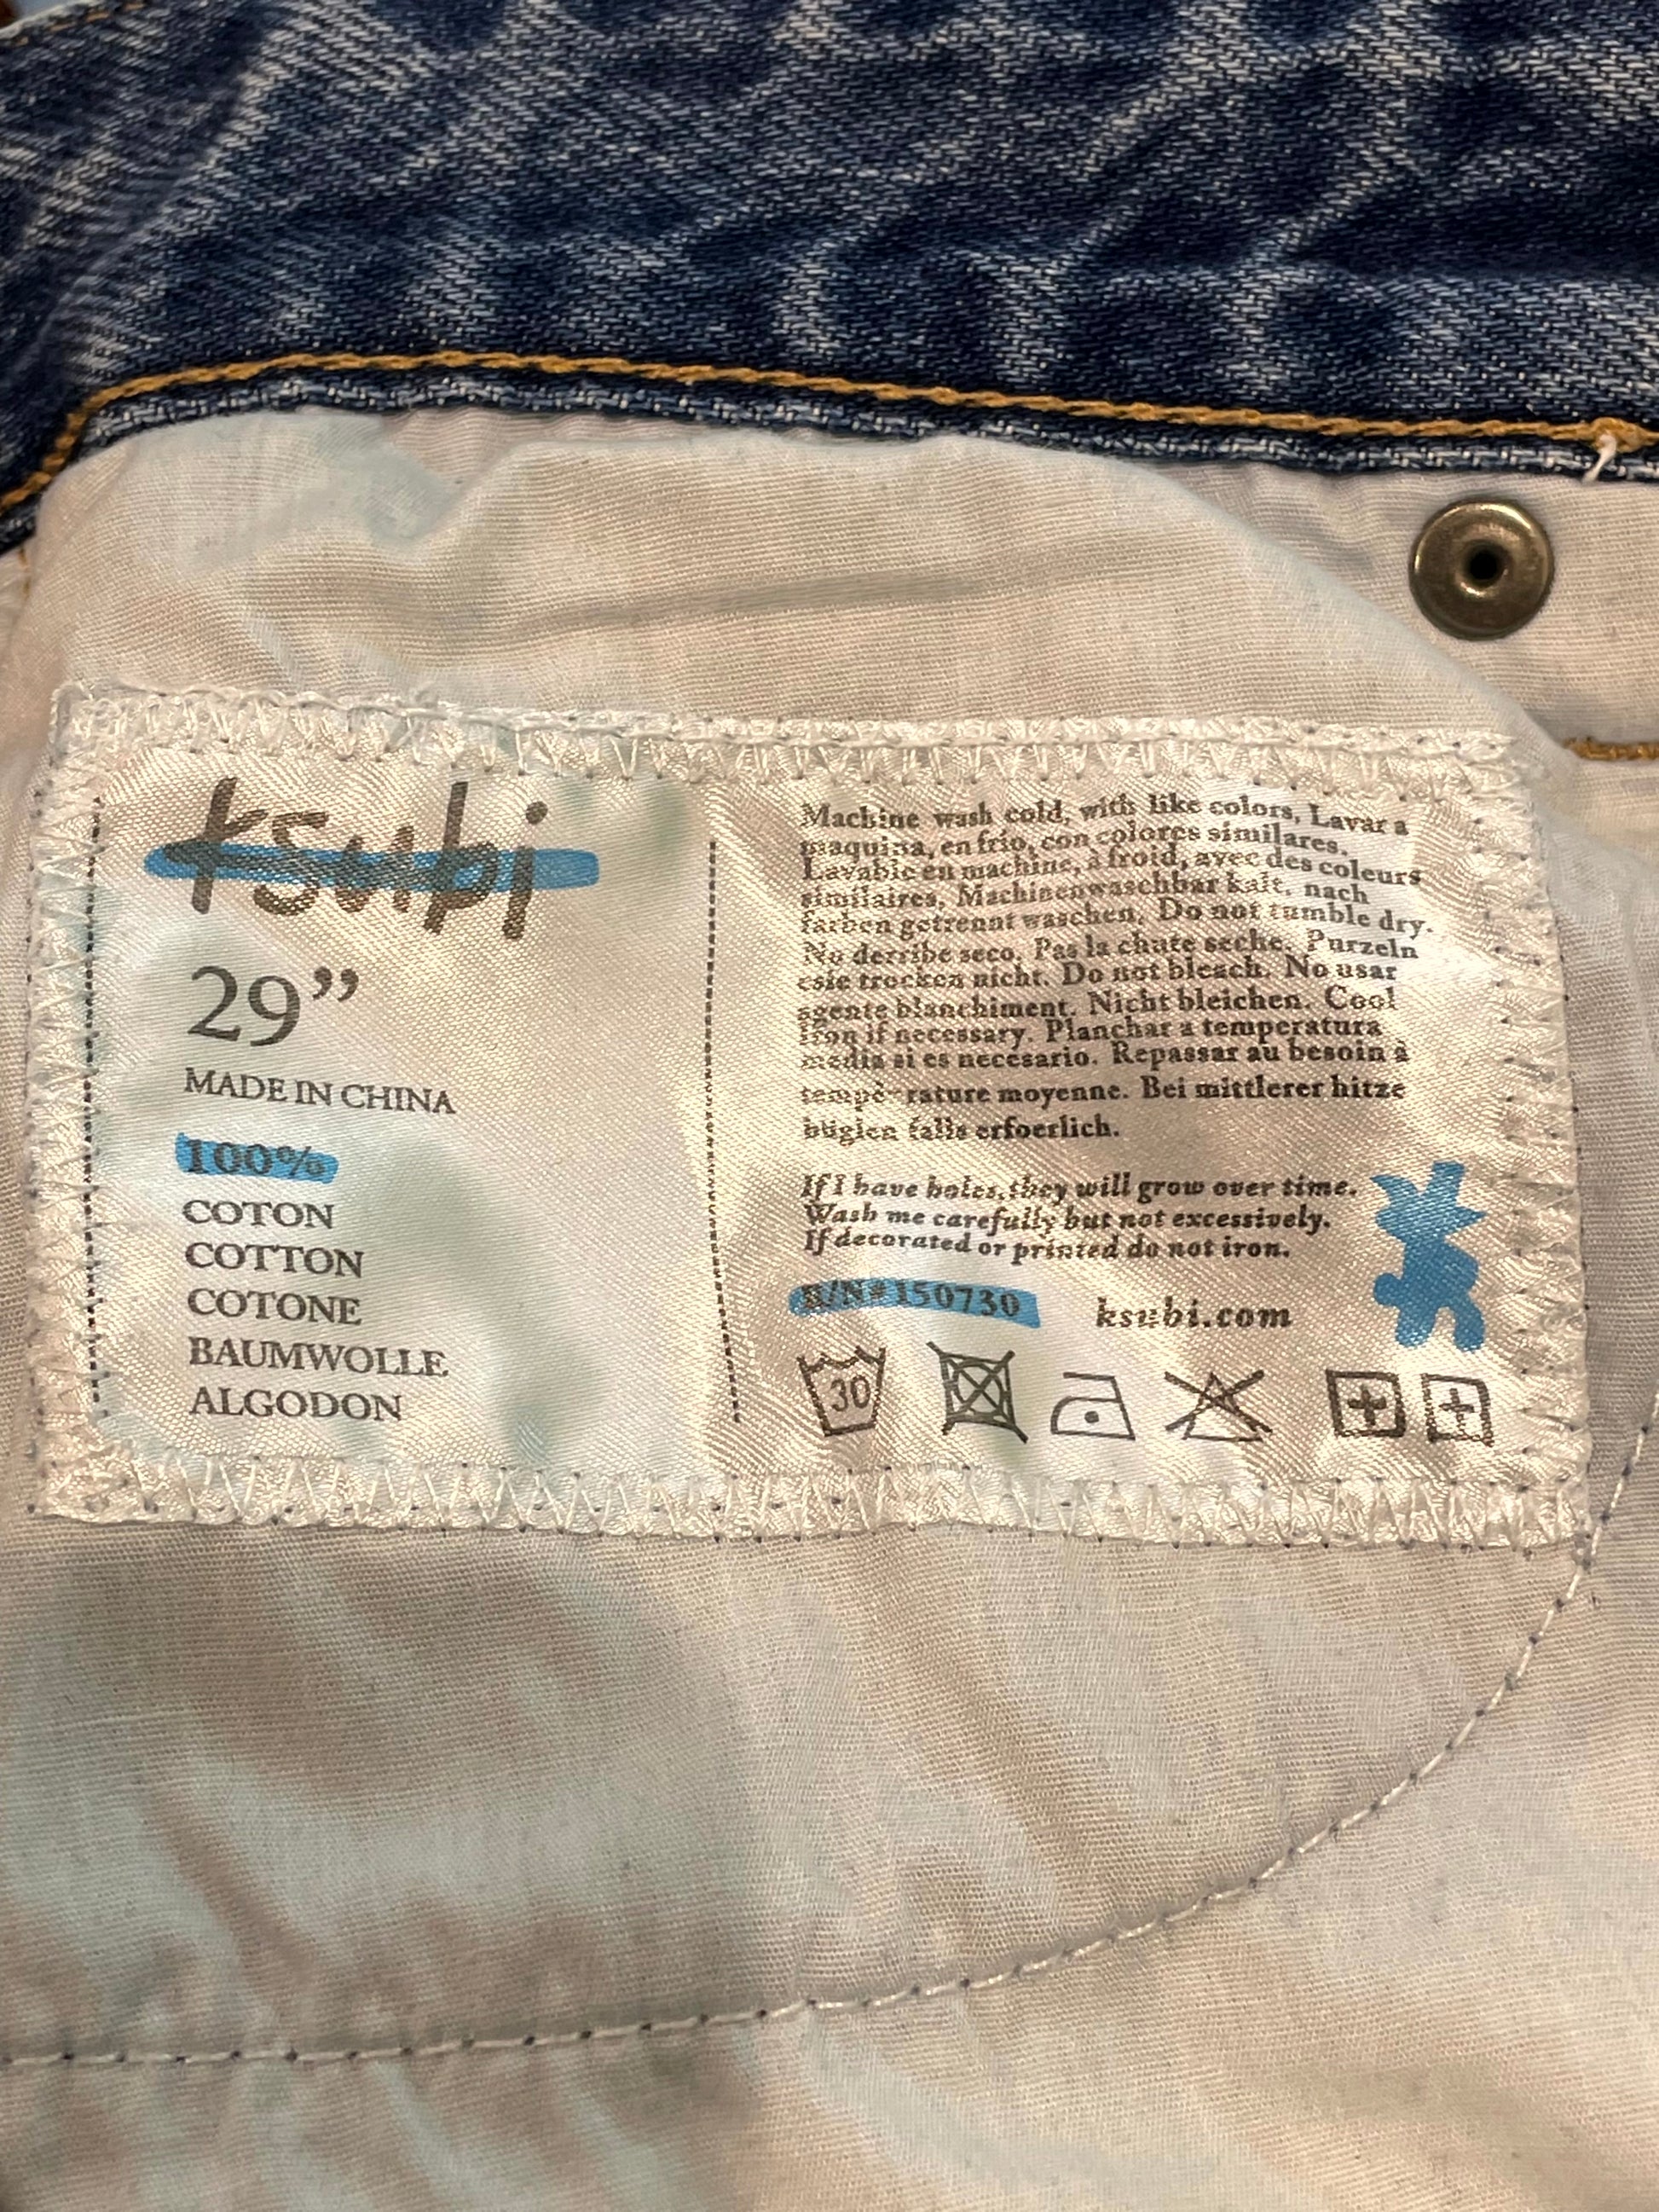 ksubi
29”
MADE IN CHINA
100%
COTON
COTTON
COTONE
BAUMWOLLE
ALGODON
Machine wash cold, with like colors, Lavar a
maquina, en frio, con colores similares.
Lavable en machine, à froid, avec des couleurs
similaires, Machinenwaschbar kalt, nach
farben getrennt waschen. Do not tumble dry.
No derribe seco. Pas la chute seche. Purzeln
esie trocken nicht. Do not bleach. No usar
agente blanchiment. Nicht bleichen. Cool
iron if necessary. Planchar a temperatura
media si es necesario. Repassar au besoin à
tempè-rature moyenne. Bei mittlerer hitze
büglen falls erfoerlich.
If I have holes, they will grow over time.
Wash me carefully but not excessively.
If decorated or printed do not iron.
R/N#150730 ksubi.com
30